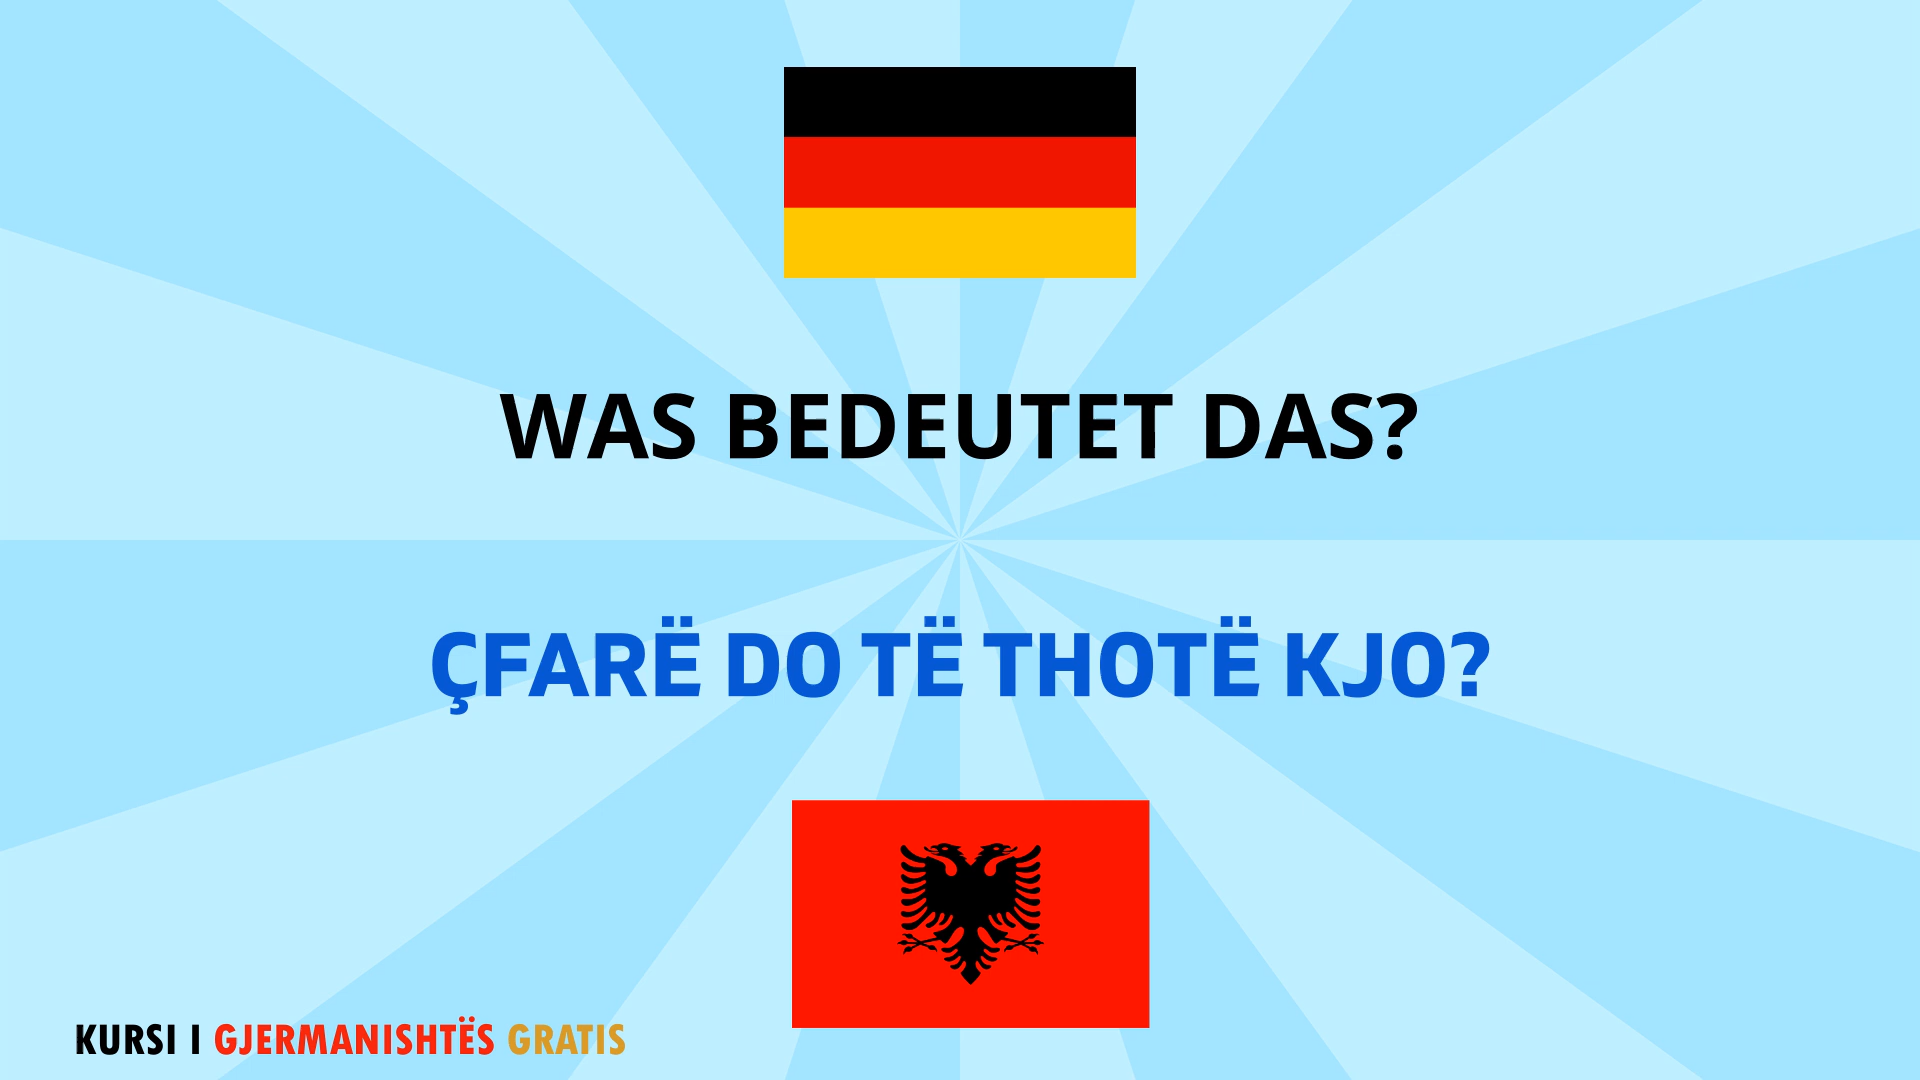 WAS BEDEUTET DAS?
ÇFARË DO TË THOTË KJO?
KURSI I GJERMANISHTËS GRATIS